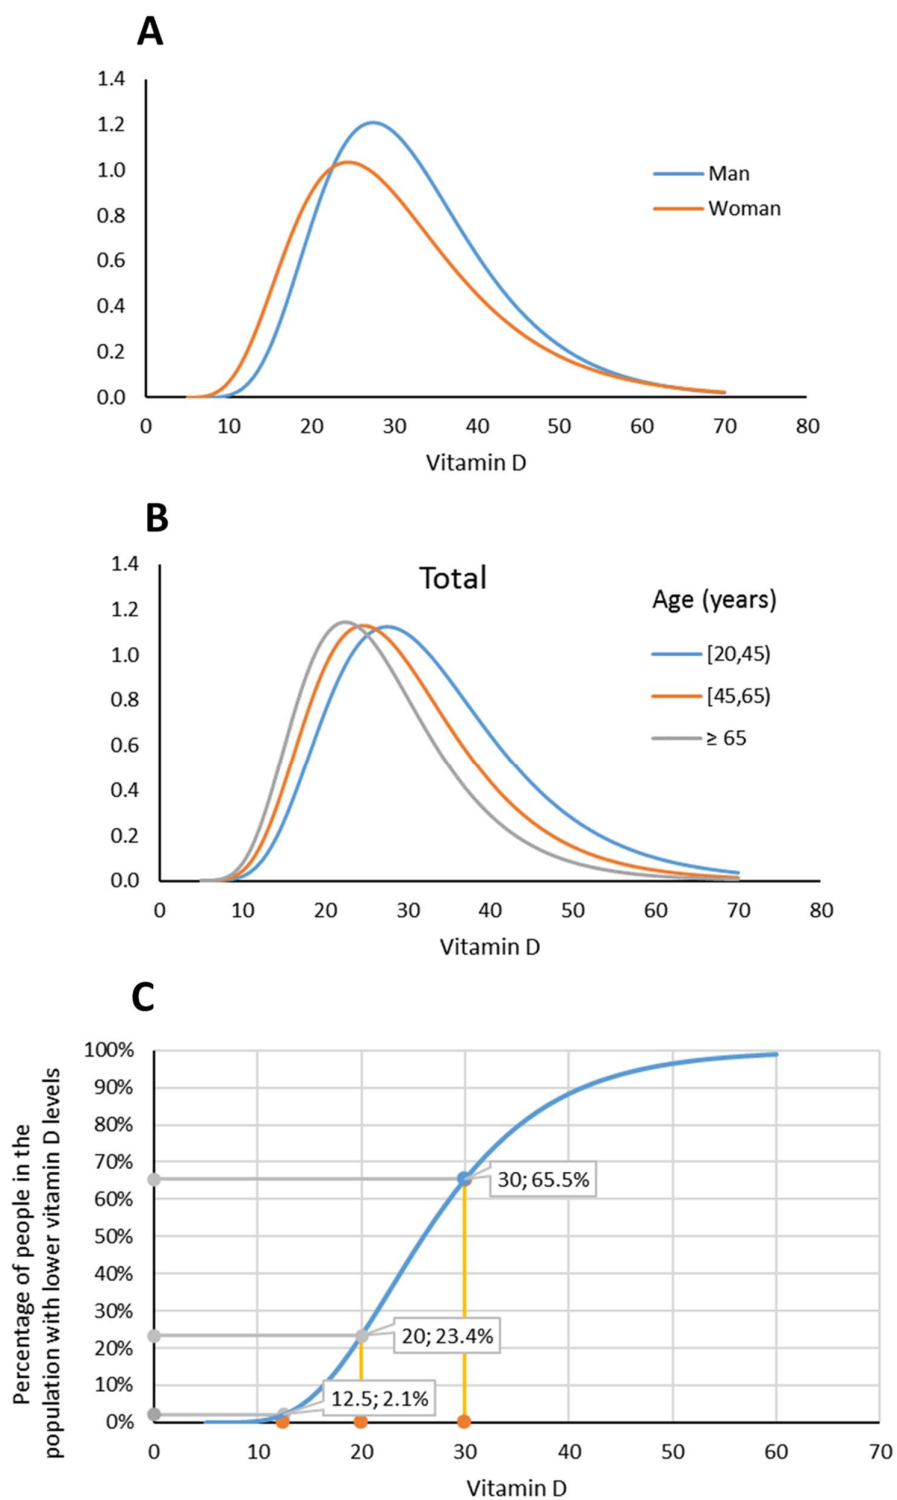 A
1.4
1.2
1.0
0.8
0.6
0.4
0.2
0.0
Man
Woman
0 10 20 30 40 50 60 70 80
Vitamin D
B
Total
1.4
1.2
1.0
0.8
0.6
0.4
0.2
0.0
Age (years)
[20,45)
[45,65)
≥ 65
0 10 20 30 40 50 60 70 80
Vitamin D
C
Percentage of people in the
population with lower vitamin D levels
100%
90%
80%
70%
60%
50%
40%
30%
20%
10%
0%
30; 65.5%
20; 23.4%
12.5; 2.1%
0 10 20 30 40 50 60 70
Vitamin D